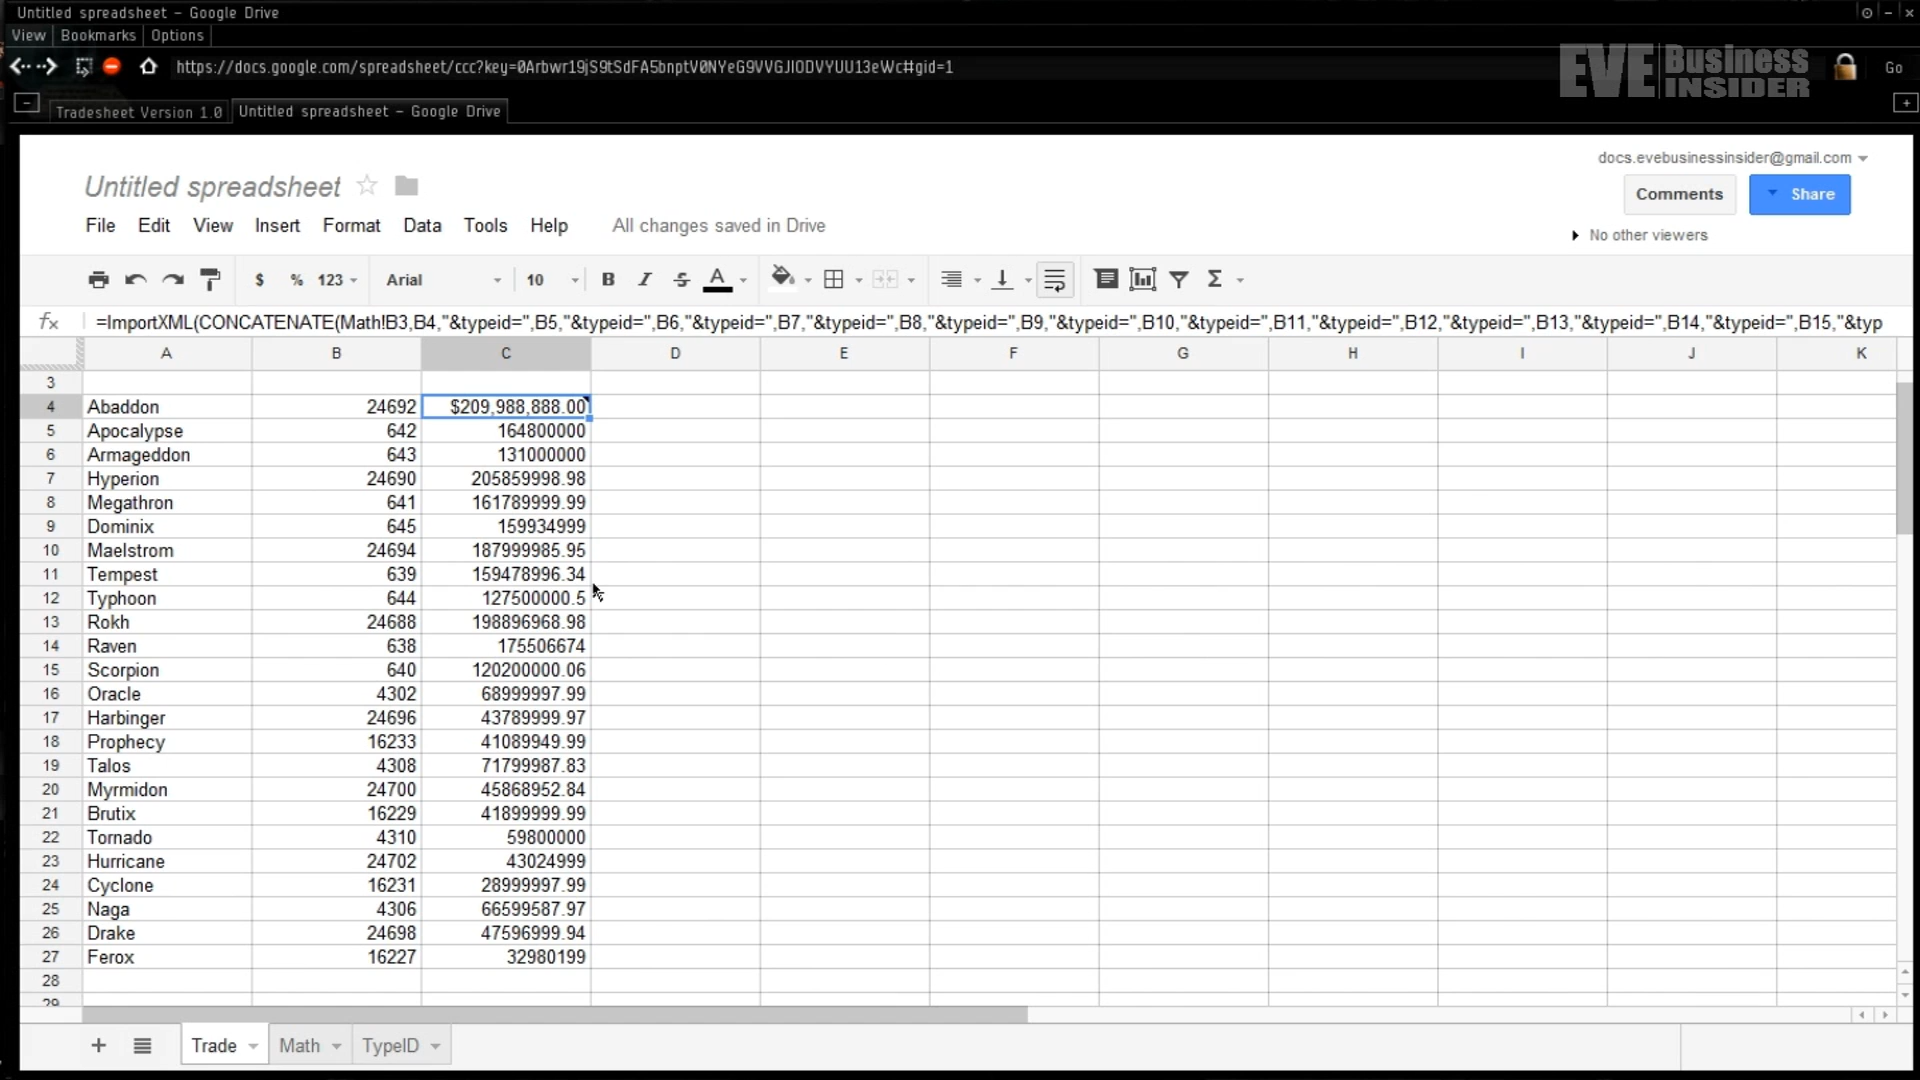 Untitled spreadsheet - Google Drive
View Bookmarks Options
https://docs.google.com/spreadsheet/ccc?key=0Arbwr19jS9tSdFA5bnptV0NYeG9VVGJIODVYUU13eWc#gid=1
Go
EVE Business INSIDER
Tradesheet Version 1.0 Untitled spreadsheet - Google Drive
docs.evebusinessinsider@gmail.com
Untitled spreadsheet
Comments Share
File Edit View Insert Format Data Tools Help All changes saved in Drive
No other viewers
$ % 123 Arial 10 B I S A Σ
fx =ImportXML(CONCATENATE(Math!B3,B4,"&typeid=",B5,"&typeid=",B6,"&typeid=",B7,"&typeid=",B8,"&typeid=",B9,"&typeid=",B10,"&typeid=",B11,"&typeid=",B12,"&typeid=",B13,"&typeid=",B14,"&typeid=",B15,"&typ
A B C D E F G H I J K
3
4 Abaddon 24692 $209,988,888.00
5 Apocalypse 642 164800000
6 Armageddon 643 131000000
7 Hyperion 24690 205859998.98
8 Megathron 641 161789999.99
9 Dominix 645 159934999
10 Maelstrom 24694 187999985.95
11 Tempest 639 159478996.34
12 Typhoon 644 127500000.5
13 Rokh 24688 198896968.98
14 Raven 638 175506674
15 Scorpion 640 120200000.06
16 Oracle 4302 68999997.99
17 Harbinger 24696 43789999.97
18 Prophecy 16233 41089949.99
19 Talos 4308 71799987.83
20 Myrmidon 24700 45868952.84
21 Brutix 16229 41899999.99
22 Tornado 4310 59800000
23 Hurricane 24702 43024999
24 Cyclone 16231 28999997.99
25 Naga 4306 66599587.97
26 Drake 24698 47596999.94
27 Ferox 16227 32980199
28
29
Trade Math TypeID